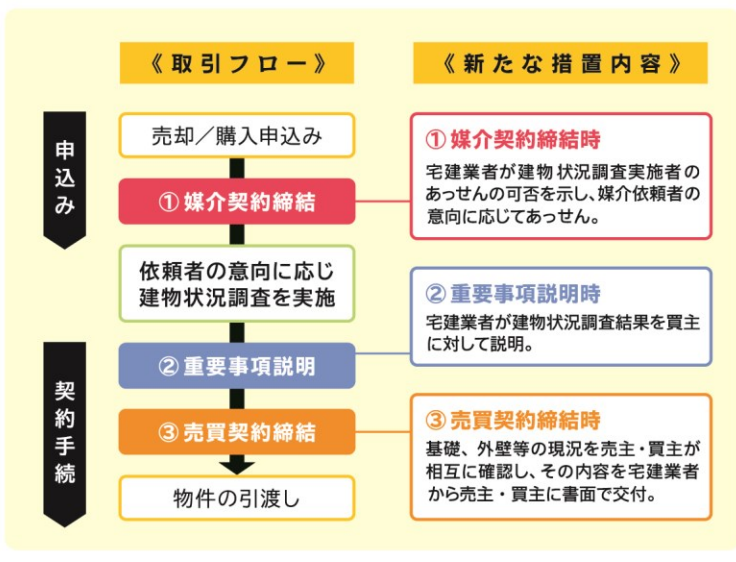 《取引フロー》
申込み
売却／購入申込み
①媒介契約締結
依頼者の意向に応じ
建物状況調査を実施
契約手続
②重要事項説明
③売買契約締結
物件の引渡し
《新たな措置内容》
①媒介契約締結時
宅建業者が建物状況調査実施者の
あっせんの可否を示し、媒介依頼者の
意向に応じてあっせん。
②重要事項説明時
宅建業者が建物状況調査結果を買主
に対して説明。
③売買契約締結時
基礎、外壁等の現況を売主・買主が
相互に確認し、その内容を宅建業者
から売主・買主に書面で交付。